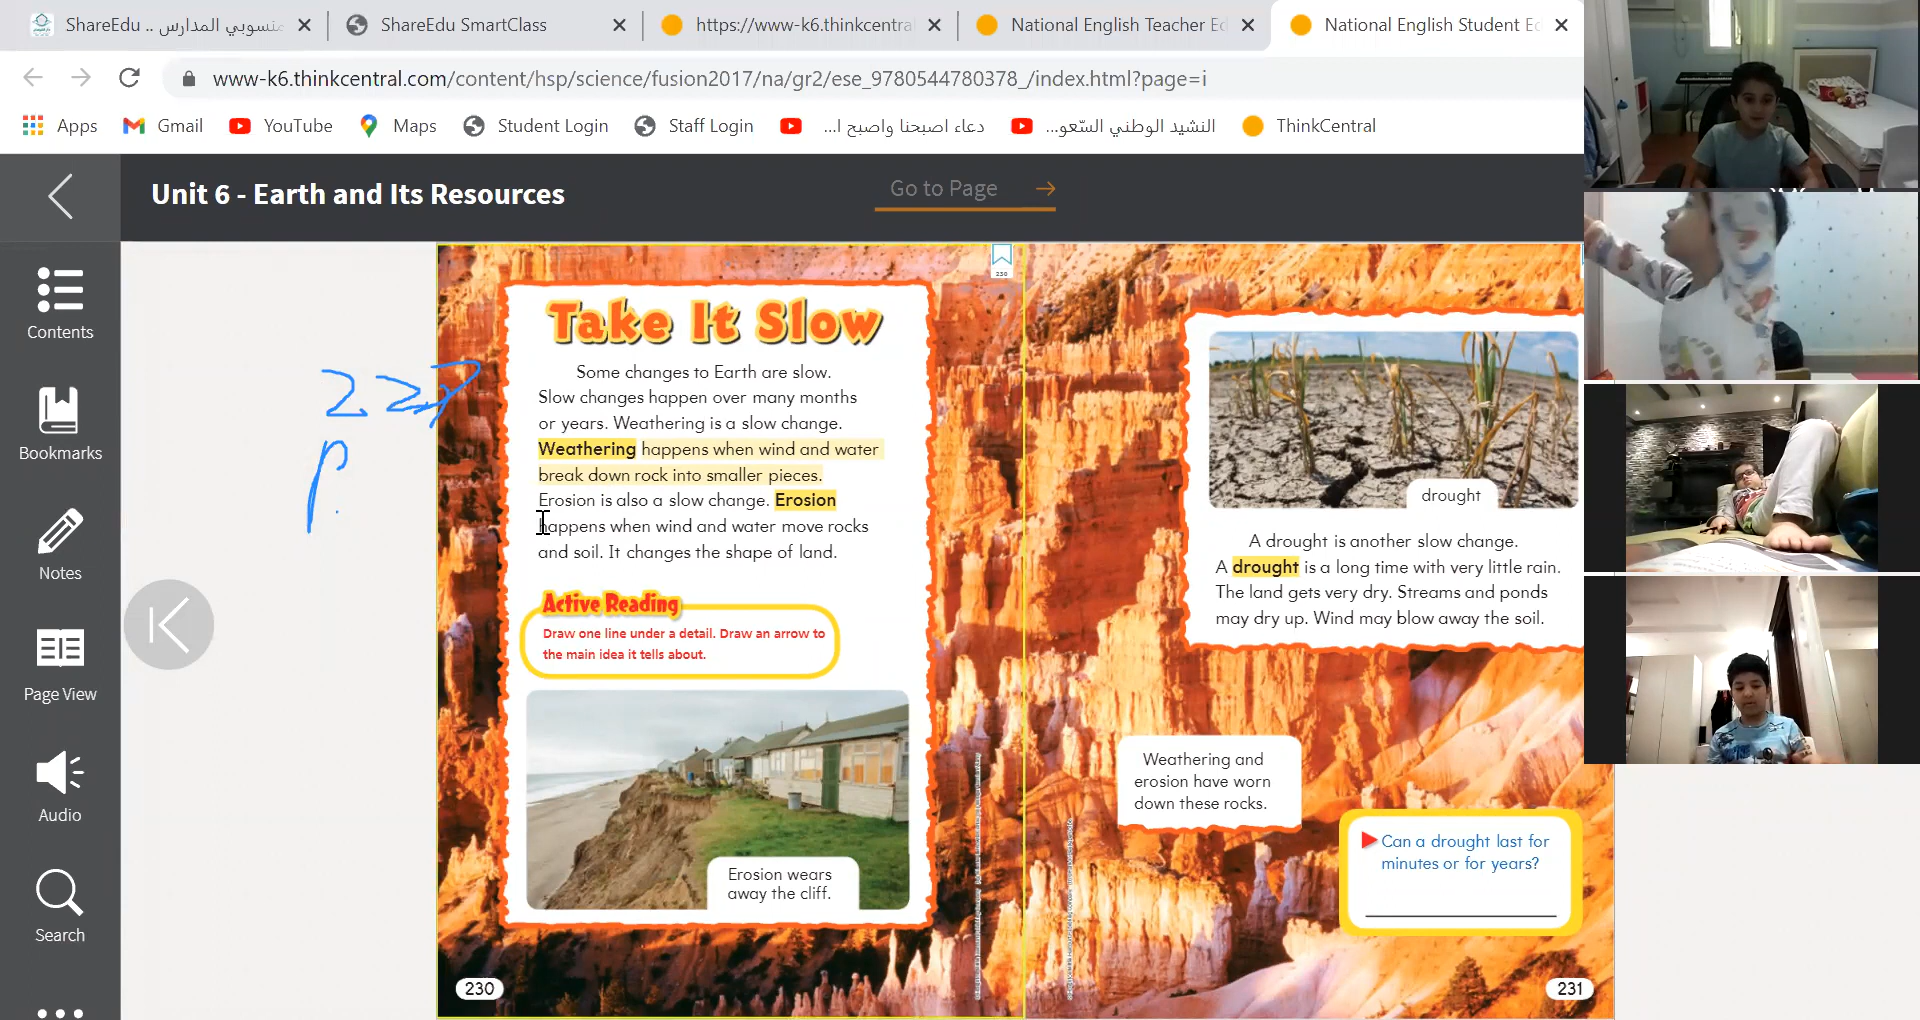 ShareEdu .. منسوبي المدارس
ShareEdu SmartClass
https://www-k6.thinkcentral
National English Teacher Ed
National English Student Ed
www-k6.thinkcentral.com/content/hsp/science/fusion2017/na/gr2/ese_9780544780378_/index.html?page=i
Apps
Gmail
YouTube
Maps
Student Login
Staff Login
دعاء اصبحنا واصبح ا...
النشيد الوطني السّعو...
ThinkCentral
Unit 6 - Earth and Its Resources
Go to Page
Contents
Bookmarks
Notes
Page View
Audio
Search
227
P.
230
Take It Slow
Some changes to Earth are slow.
Slow changes happen over many months
or years. Weathering is a slow change.
Weathering happens when wind and water
break down rock into smaller pieces.
Erosion is also a slow change. Erosion
happens when wind and water move rocks
and soil. It changes the shape of land.
Active Reading
Draw one line under a detail. Draw an arrow to
the main idea it tells about.
Erosion wears
away the cliff.
230
drought
A drought is another slow change.
A drought is a long time with very little rain.
The land gets very dry. Streams and ponds
may dry up. Wind may blow away the soil.
Weathering and
erosion have worn
down these rocks.
Can a drought last for
minutes or for years?
231